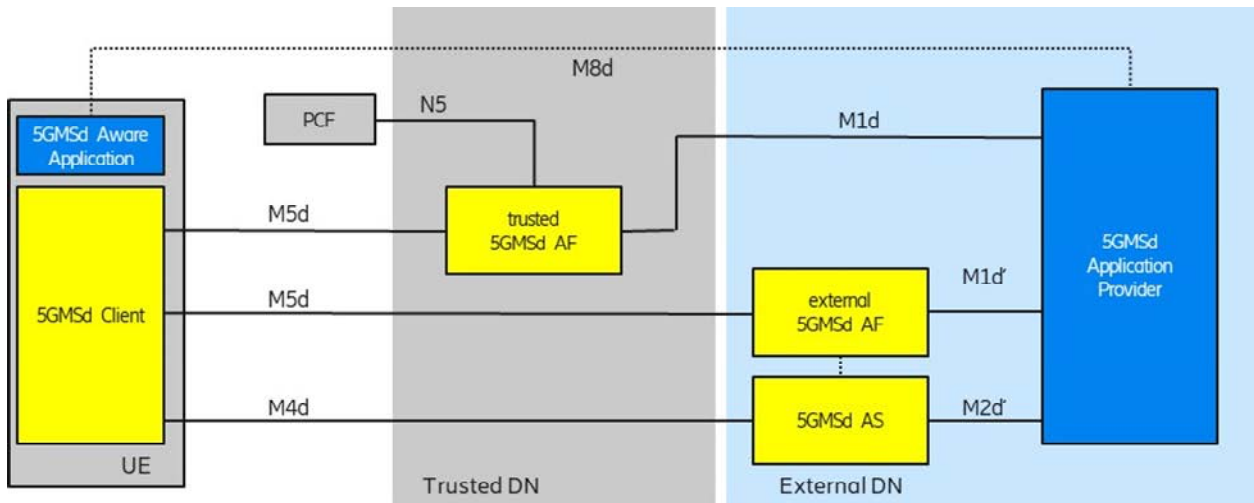 M8d
N5
PCF
M1d
5GMSd Aware
Application
M5d
trusted
5GMSd AF
5GMSd
Application
Provider
M5d
external
5GMSd AF
M1d'
5GMSd Client
M4d
5GMSd AS
M2d'
UE
Trusted DN
External DN